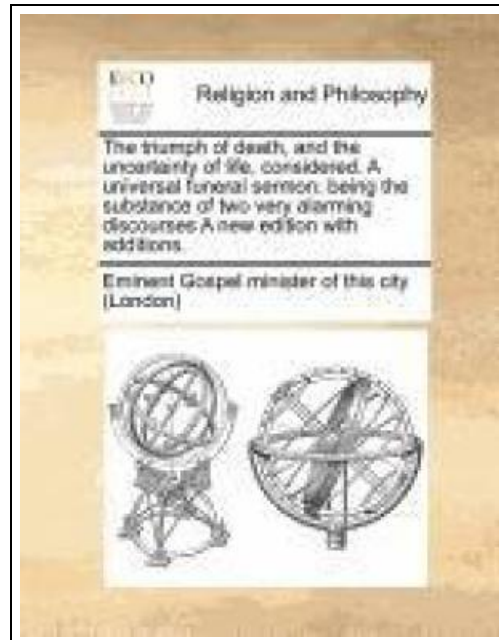 ECCO
Religion and Philosophy
The triumph of death, and the
uncertainty of life, considered. A
universal funeral sermon: being the
substance of two very alarming
discourses A new edition with
additions.
Eminent Gospel minister of this city
(London)